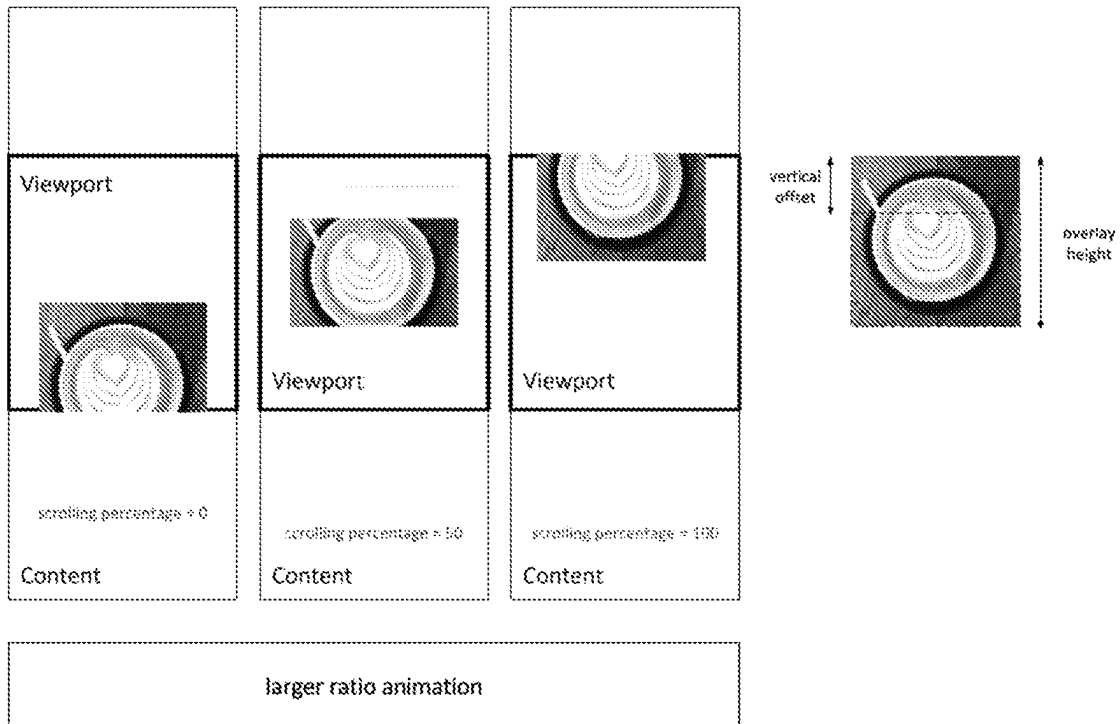 Viewport
Viewport
Viewport
vertical
offset
overlay
height
scrolling percentage = 0
scrolling percentage = 50
scrolling percentage = 100
Content
Content
Content
larger ratio animation